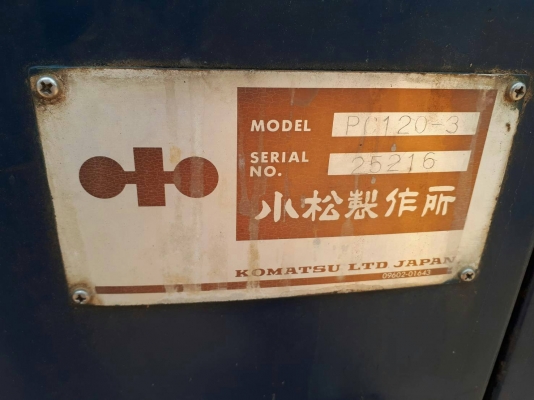 MODEL PC120-3
SERIAL NO. 25216
小松製作所
KOMATSU LTD JAPAN
09602-01643